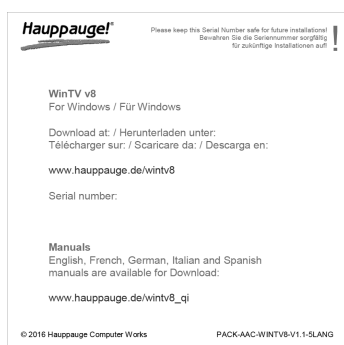 Hauppauge!®
Please keep this Serial Number safe for future installations!
Bewahren Sie die Seriennummer sorgfältig
für zukünftige Installationen auf!
!
WinTV v8
For Windows / Für Windows
Download at: / Herunterladen unter:
Télécharger sur: / Scaricare da: / Descarga en:
www.hauppauge.de/wintv8
Serial number:
Manuals
English, French, German, Italian and Spanish
manuals are available for Download:
www.hauppauge.de/wintv8_qi
© 2016 Hauppauge Computer Works
PACK-AAC-WINTV8-V1.1-5LANG